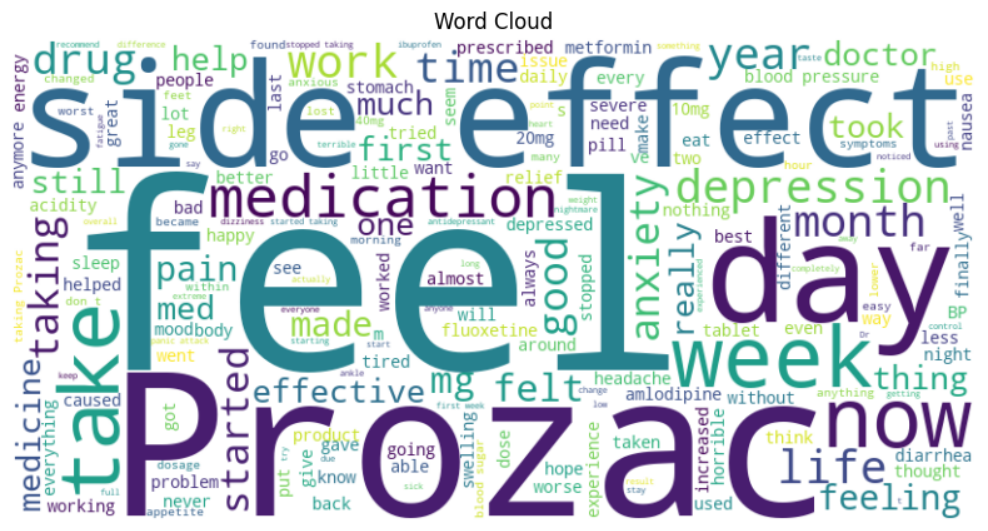 Word Cloud
recommend difference found stopped taking ibuprofen prescribed metformin something
drug help work time issue year doctor taste high
changed people anxious stomach daily every blood pressure use
side effect
anymore energy worst feet fatigue great lot leg gone lost last much 40mg seem point s severe need 10mg heart make took nausea past
right tried 20mg pill eat effect symptoms noticed using
say go terrible first many ve two hour
still better little want relief depression
acidity bad medication weight nothing
overall became dizziness started taking one antidepressant nightmare depressed anxiety really best different month far finally well
feel
day
taking happy morning good always stopped
taking Prozac sleep pain see actually worked almost long will experienced completely away lower
helped within easy
don t med everyone anyone fluoxetine tablet even way BP
extreme mood body made m starting around Dr less control
take panic attack went start tired week night
keep ankle headache thing
medicine caused started effective mg felt change amlodipine without anything getting
everything got first week low
Prozac
now
product going dose experience taken increased horrible think life diarrhea
put try give gave due able swelling hope thought
dosage problem know blood sugar worse result
full never sick stay used feeling t
working appetite back